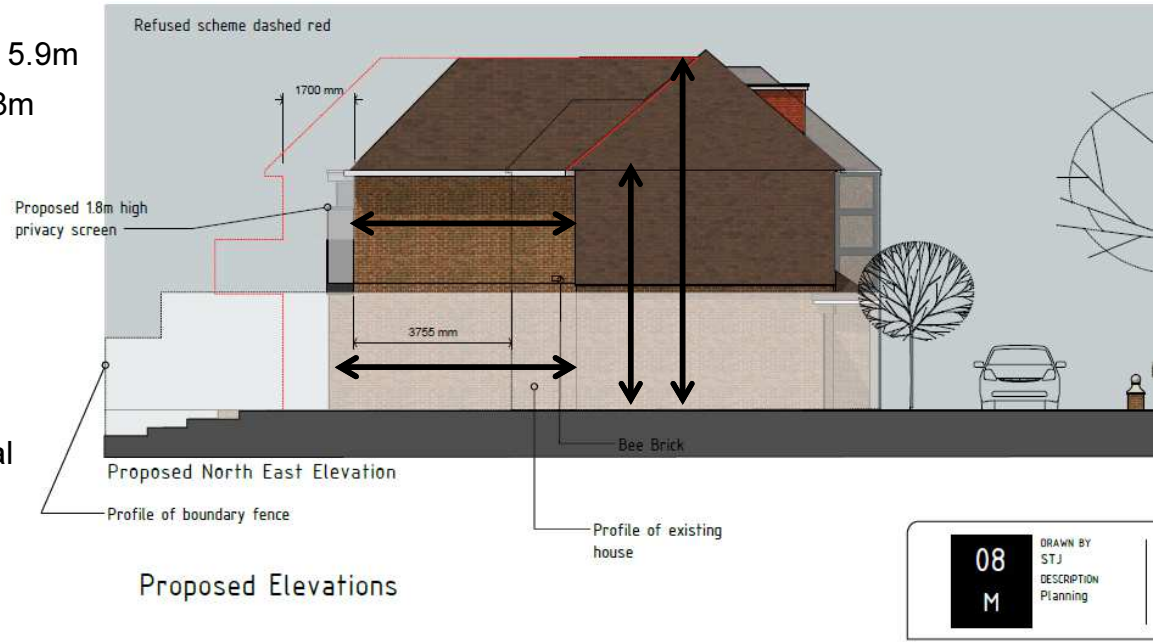 Refused scheme dashed red
5.9m
3m
1700 mm
Proposed 1.8m high
privacy screen
3755 mm
al
Bee Brick
Proposed North East Elevation
Profile of boundary fence
Profile of existing
house
Proposed Elevations
08
M
DRAWN BY
STJ
DESCRIPTION
Planning